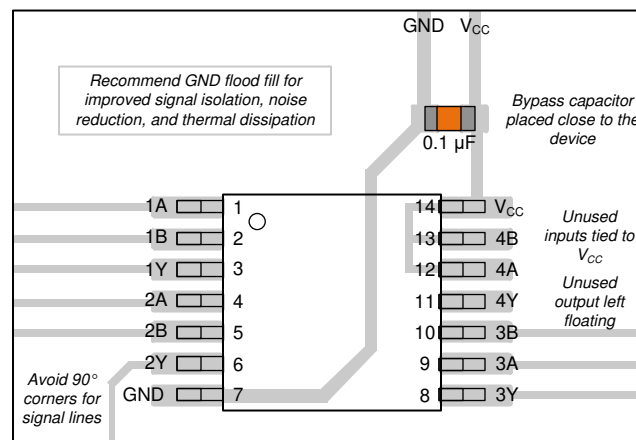 GND VCC
Recommend GND flood fill for
improved signal isolation, noise
reduction, and thermal dissipation
Bypass capacitor
placed close to the
device
0.1 µF
1A 1 14 VCC
1B 2 13 4B
1Y 3 12 4A
2A 4 11 4Y
2B 5 10 3B
2Y 6 9 3A
GND 7 8 3Y
Unused
inputs tied to
VCC
Unused
output left
floating
Avoid 90°
corners for
signal lines